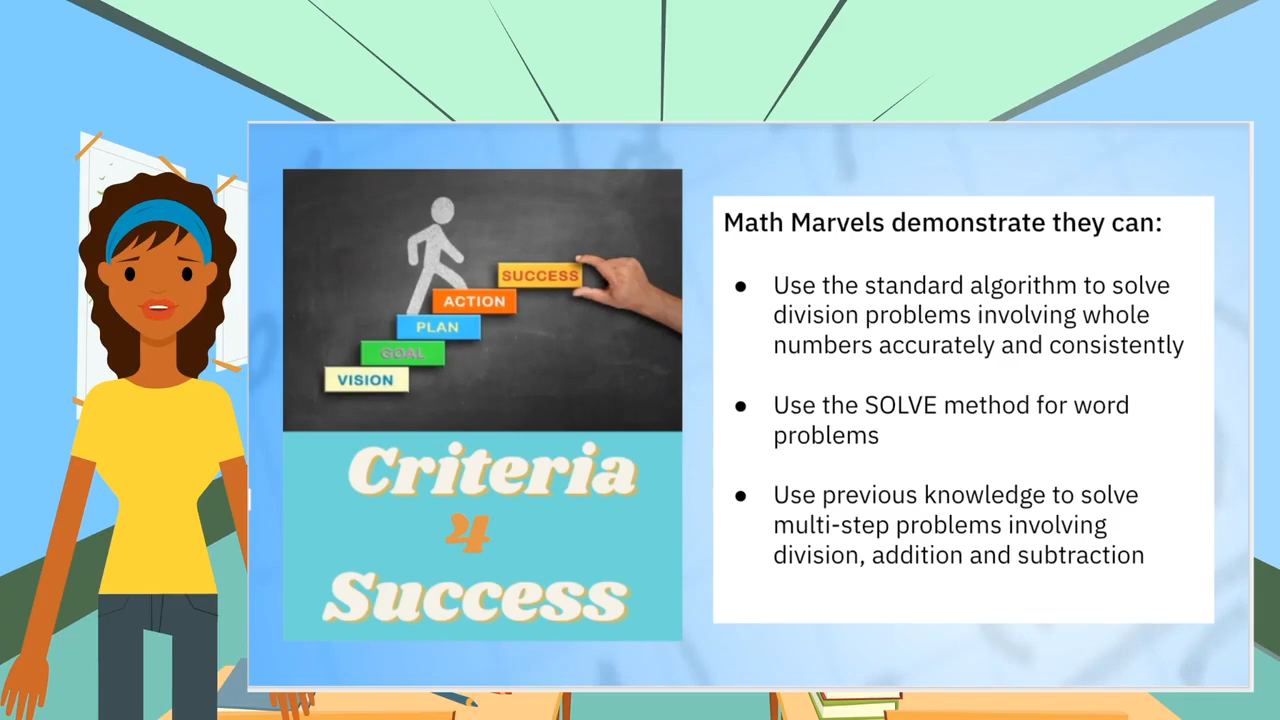 SUCCESS
ACTION
PLAN
GOAL
VISION
Criteria
4
Success
Math Marvels demonstrate they can:
● Use the standard algorithm to solve
division problems involving whole
numbers accurately and consistently
● Use the SOLVE method for word
problems
● Use previous knowledge to solve
multi-step problems involving
division, addition and subtraction